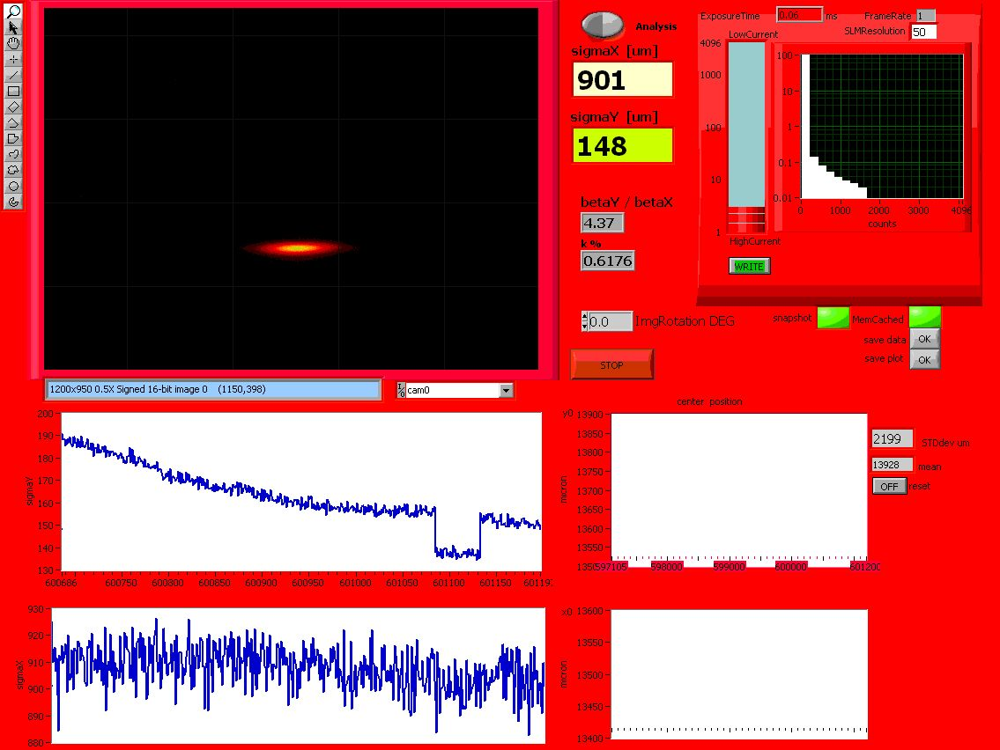 Analysis
sigmaX [um]
901
sigmaY [um]
148
betaY / betaX
4.37
k %
0.6176
0.0 ImgRotation DEG
STOP
ExposureTime 0.06 ms FrameRate 1
LowCurrent SLMResolution 50
4096
1000
100
10
1
HighCurrent
WRITE
100
10
1
0.1
0.01
0 1000 2000 3000 4096
counts
snapshot MemCached
save data OK
save plot OK
1200x950 0.5X Signed 16-bit image 0 (1150,398)
cam0
200
190
180
170
160
150
140
130
sigmaY
600686 600750 600800 600850 600900 600950 601000 601050 601100 601150
930
920
910
900
890
880
sigmaX
center position
y0
13900
13850
13800
13750
13700
13650
13600
13550
micron
597105 598000 599000 600000 601200
2199 STDdev um
13928 mean
OFF reset
x0
13600
13550
13500
13450
13400
micron